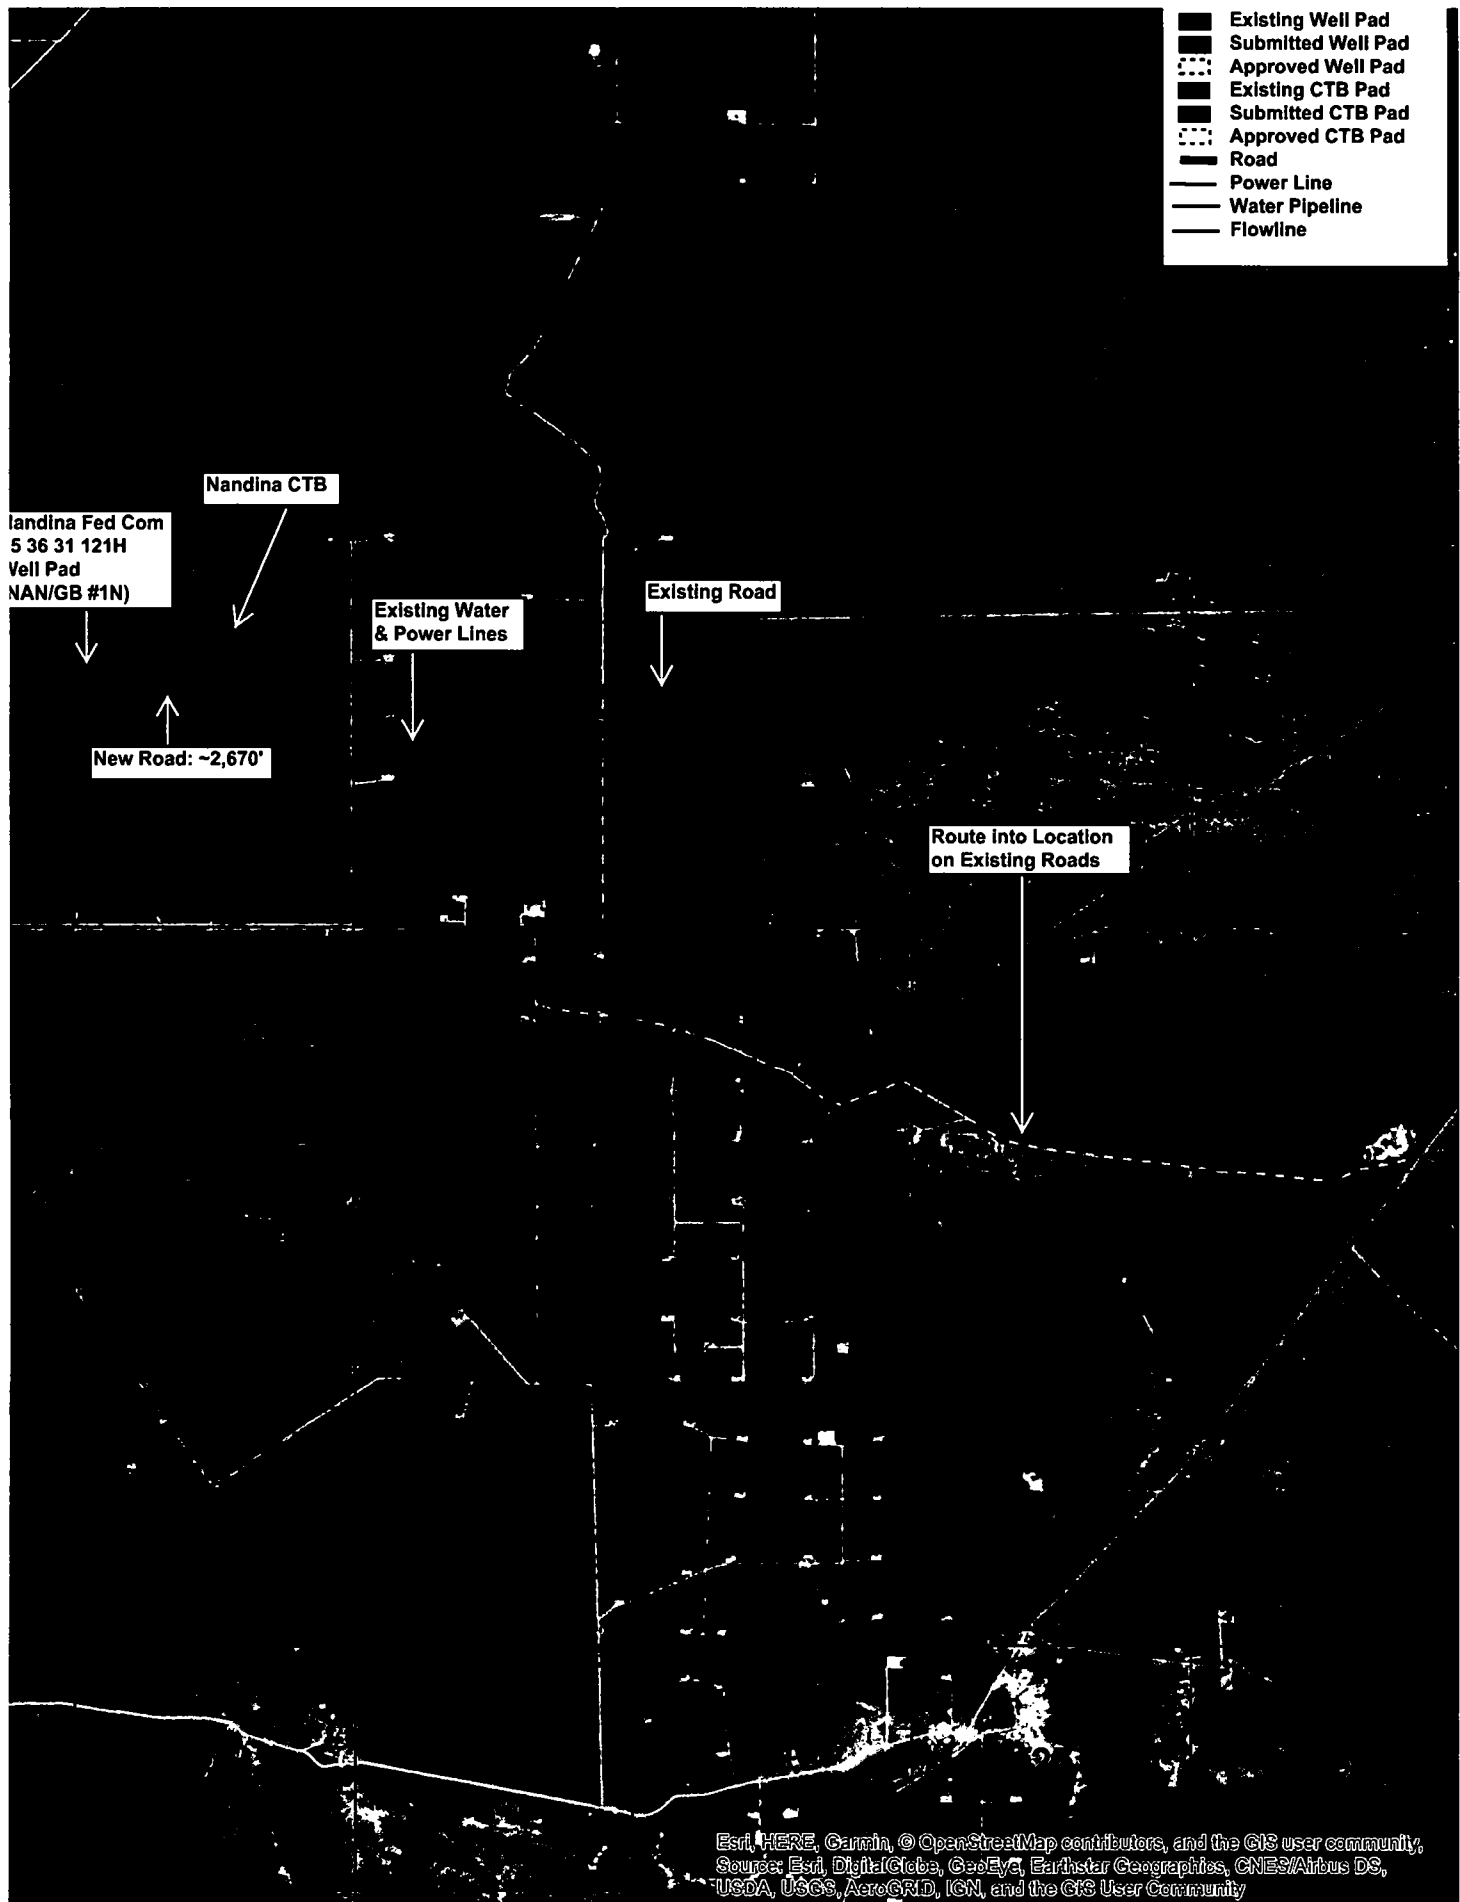 Existing Well Pad
Submitted Well Pad
Approved Well Pad
Existing CTB Pad
Submitted CTB Pad
Approved CTB Pad
Road
Power Line
Water Pipeline
Flowline
Nandina CTB
landina Fed Com
5 36 31 121H
Vell Pad
NAN/GB #1N)
Existing Water
& Power Lines
Existing Road
New Road: ~2,670'
Route into Location
on Existing Roads
Esri, HERE, Garmin, © OpenStreetMap contributors, and the GIS user community,
Source: Esri, DigitalGlobe, GeoEye, Earthstar Geographics, CNES/Airbus DS,
USDA, USGS, AeroGRID, IGN, and the GIS User Community